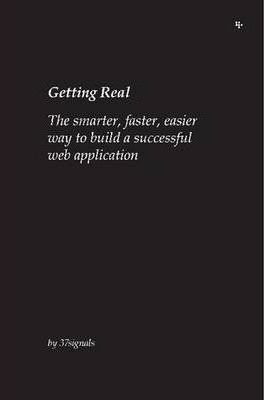 Getting Real
The smarter, faster, easier
way to build a successful
web application
by 37signals